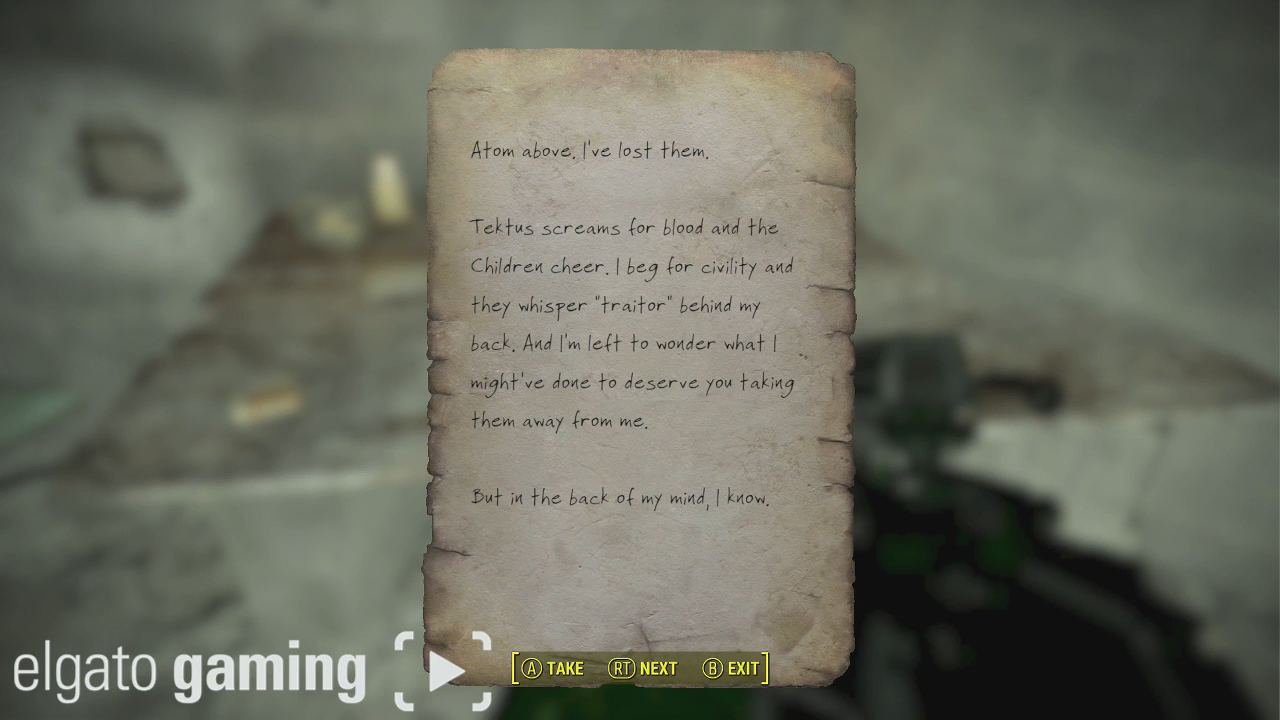 Atom above. I've lost them.
Tektus screams for blood and the
Children cheer. I beg for civility and
they whisper "traitor" behind my
back. And I'm left to wonder what I
might've done to deserve you taking
them away from me.
But in the back of my mind, I know.
elgato gaming
A TAKE RT NEXT B EXIT